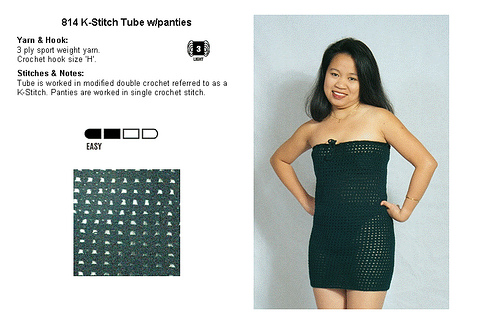 814 K-Stitch Tube w/panties
Yarn & Hook:
3 ply sport weight yarn.
Crochet hook size 'H'.
3
LIGHT
Stitches & Notes:
Tube is worked in modified double crochet referred to as a
K-Stitch. Panties are worked in single crochet stitch.
EASY